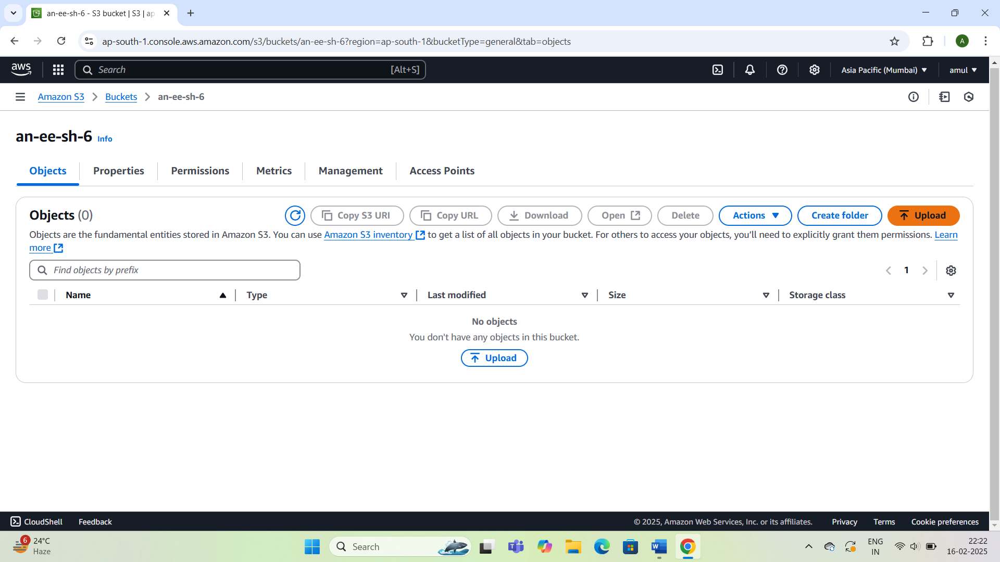 an-ee-sh-6 - S3 bucket | S3 | ap
ap-south-1.console.aws.amazon.com/s3/buckets/an-ee-sh-6?region=ap-south-1&bucketType=general&tab=objects
A
aws
Search
[Alt+S]
Asia Pacific (Mumbai)
amul
Amazon S3
Buckets
an-ee-sh-6
an-ee-sh-6 Info
Objects
Properties
Permissions
Metrics
Management
Access Points
Objects (0)
Copy S3 URI
Copy URL
Download
Open
Delete
Actions
Create folder
Upload
Objects are the fundamental entities stored in Amazon S3. You can use Amazon S3 inventory to get a list of all objects in your bucket. For others to access your objects, you’ll need to explicitly grant them permissions. Learn
more
Find objects by prefix
1
Name
Type
Last modified
Size
Storage class
No objects
You don't have any objects in this bucket.
Upload
CloudShell
Feedback
© 2025, Amazon Web Services, Inc. or its affiliates.
Privacy
Terms
Cookie preferences
6
24°C
Haze
Search
ENG
IN
22:22
16-02-2025